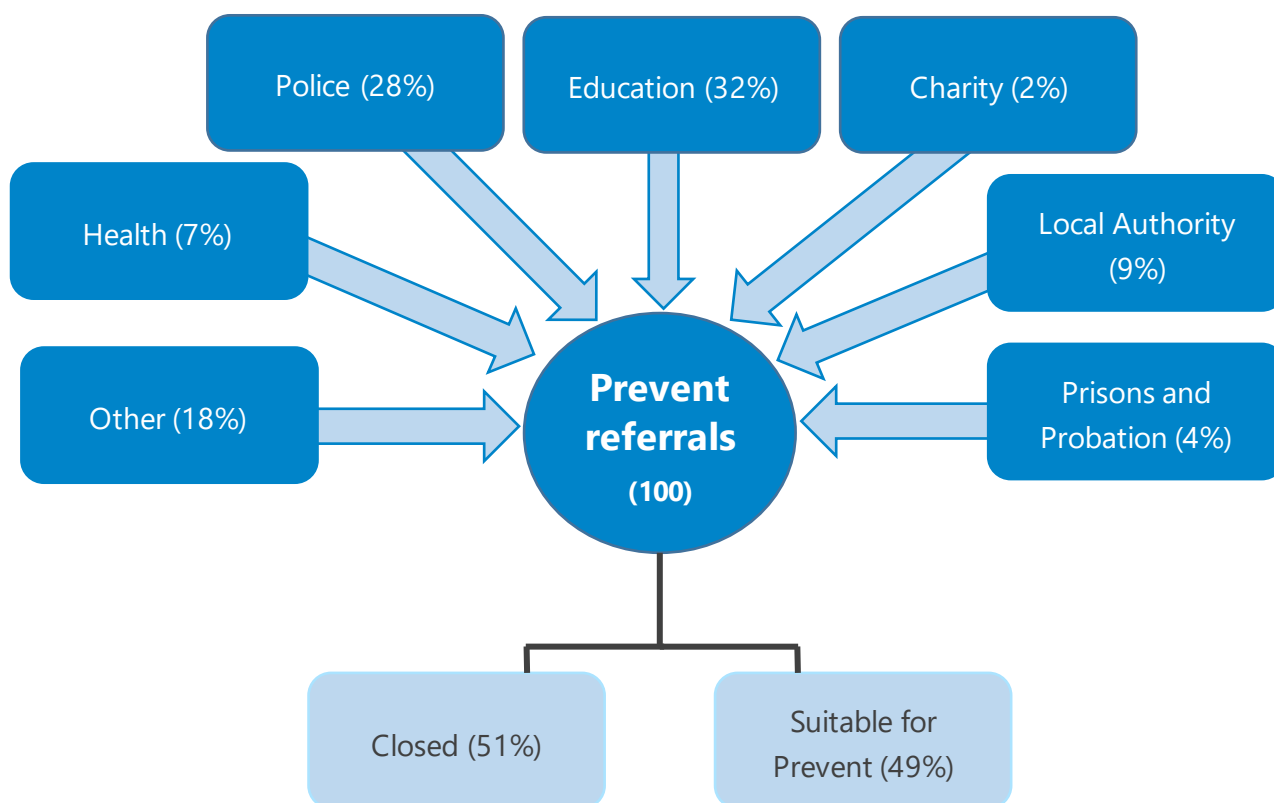 Police (28%)
Education (32%)
Charity (2%)
Health (7%)
Local Authority
(9%)
Other (18%)
Prevent
referrals
(100)
Prisons and
Probation (4%)
Closed (51%)
Suitable for
Prevent (49%)